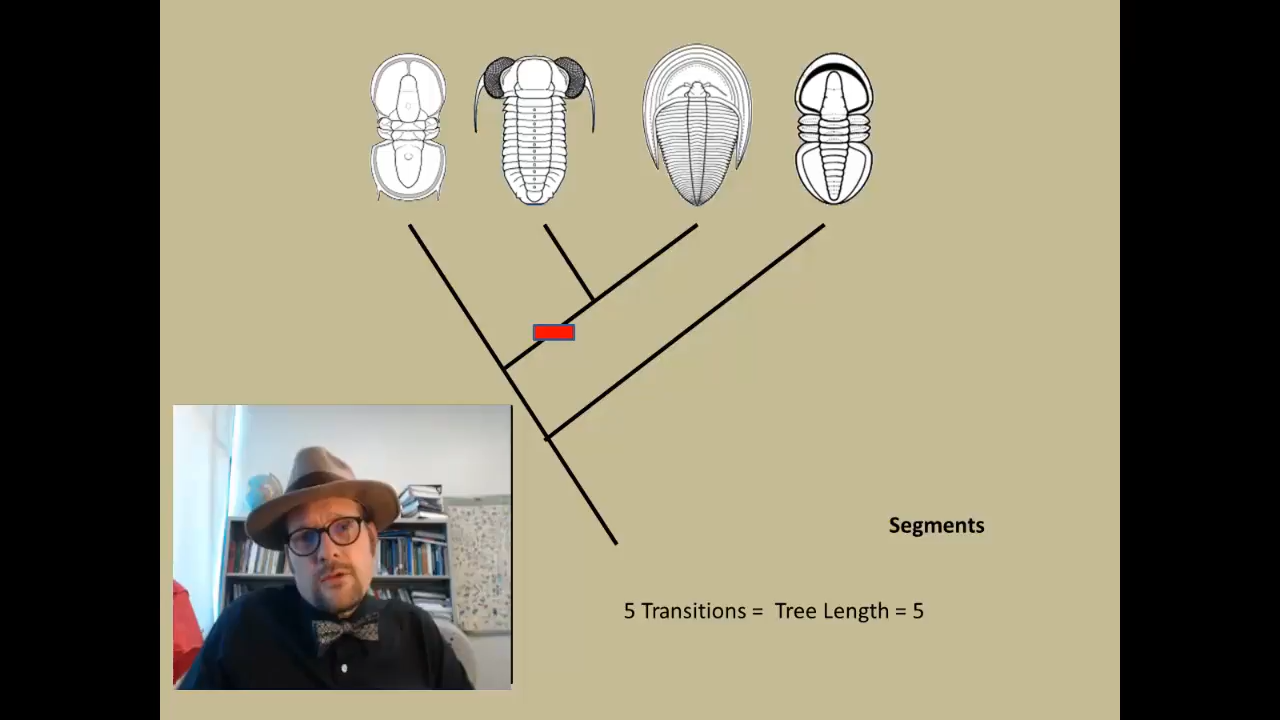 Segments
5 Transitions =  Tree Length = 5